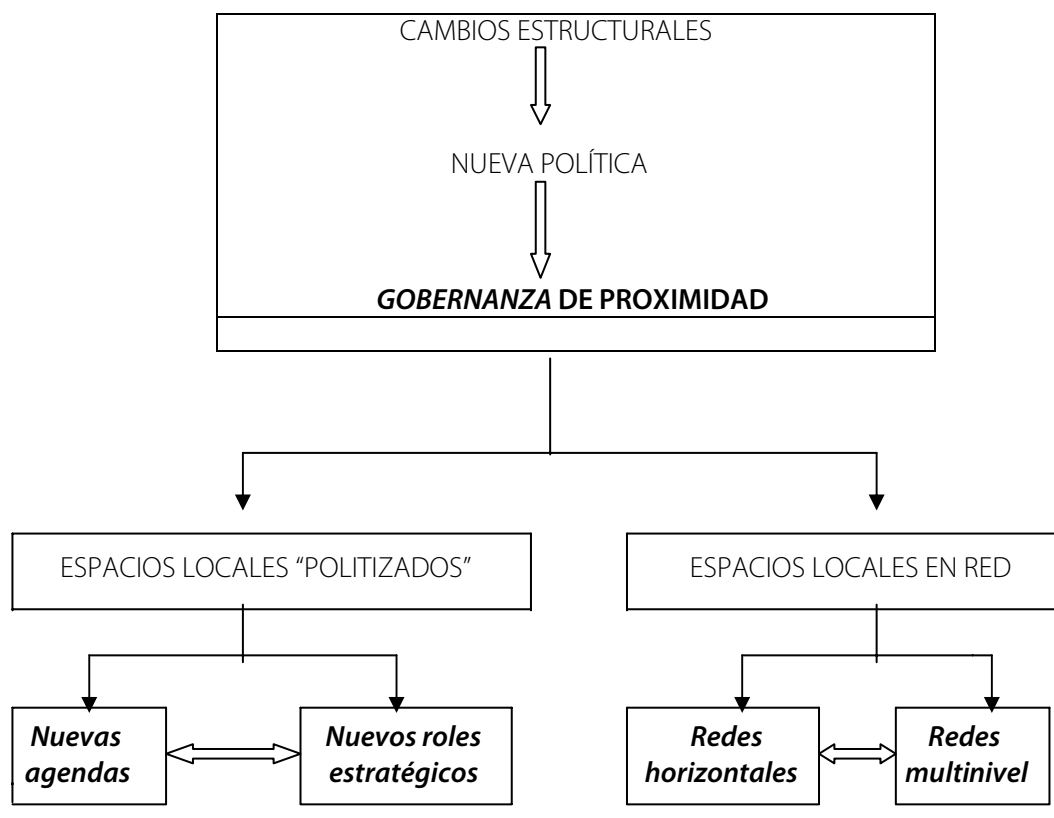 CAMBIOS ESTRUCTURALES
NUEVA POLÍTICA
GOBERNANZA DE PROXIMIDAD
ESPACIOS LOCALES “POLITIZADOS”
ESPACIOS LOCALES EN RED
Nuevas
agendas
Nuevos roles
estratégicos
Redes
horizontales
Redes
multinivel